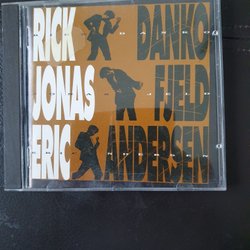 RICK DANKO
JONAS FJELD
ERIC ANDERSEN